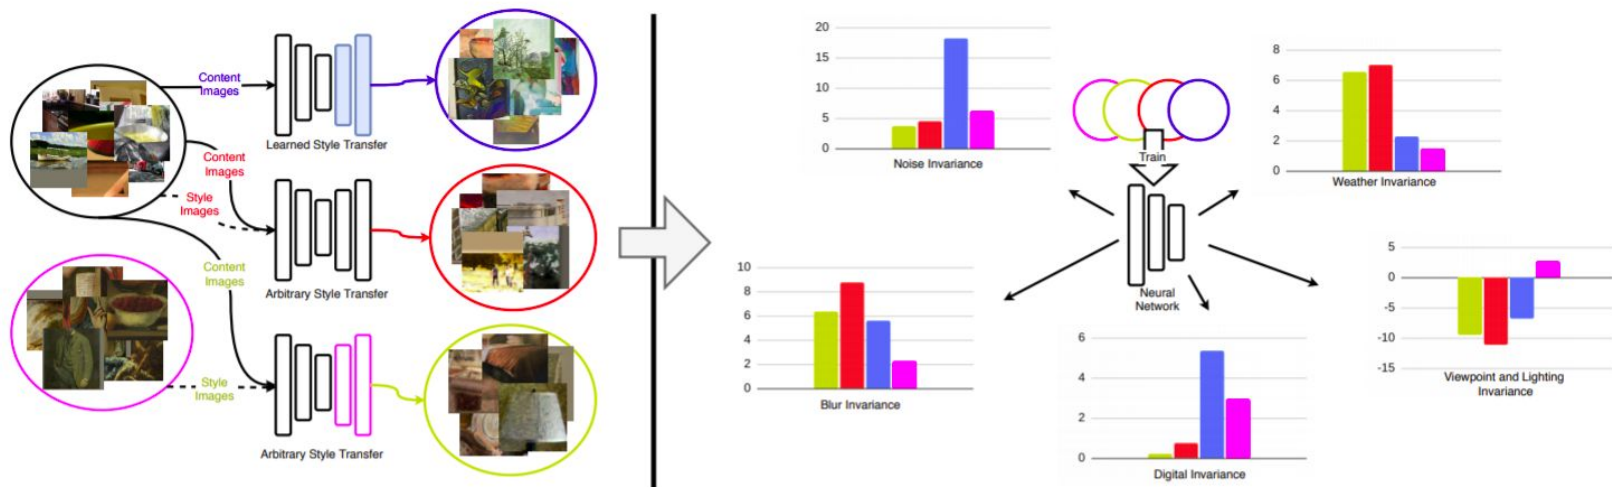 Content
Images
Learned Style Transfer
Content
Images
Style
Images
Arbitrary Style Transfer
Content
Images
Style
Images
Arbitrary Style Transfer
20
15
10
5
0
Noise Invariance
Train
Neural
Network
8
6
4
2
0
Weather Invariance
10
8
6
4
2
0
Blur Invariance
6
4
2
0
Digital Invariance
5
0
-5
-10
-15
Viewpoint and Lighting
Invariance